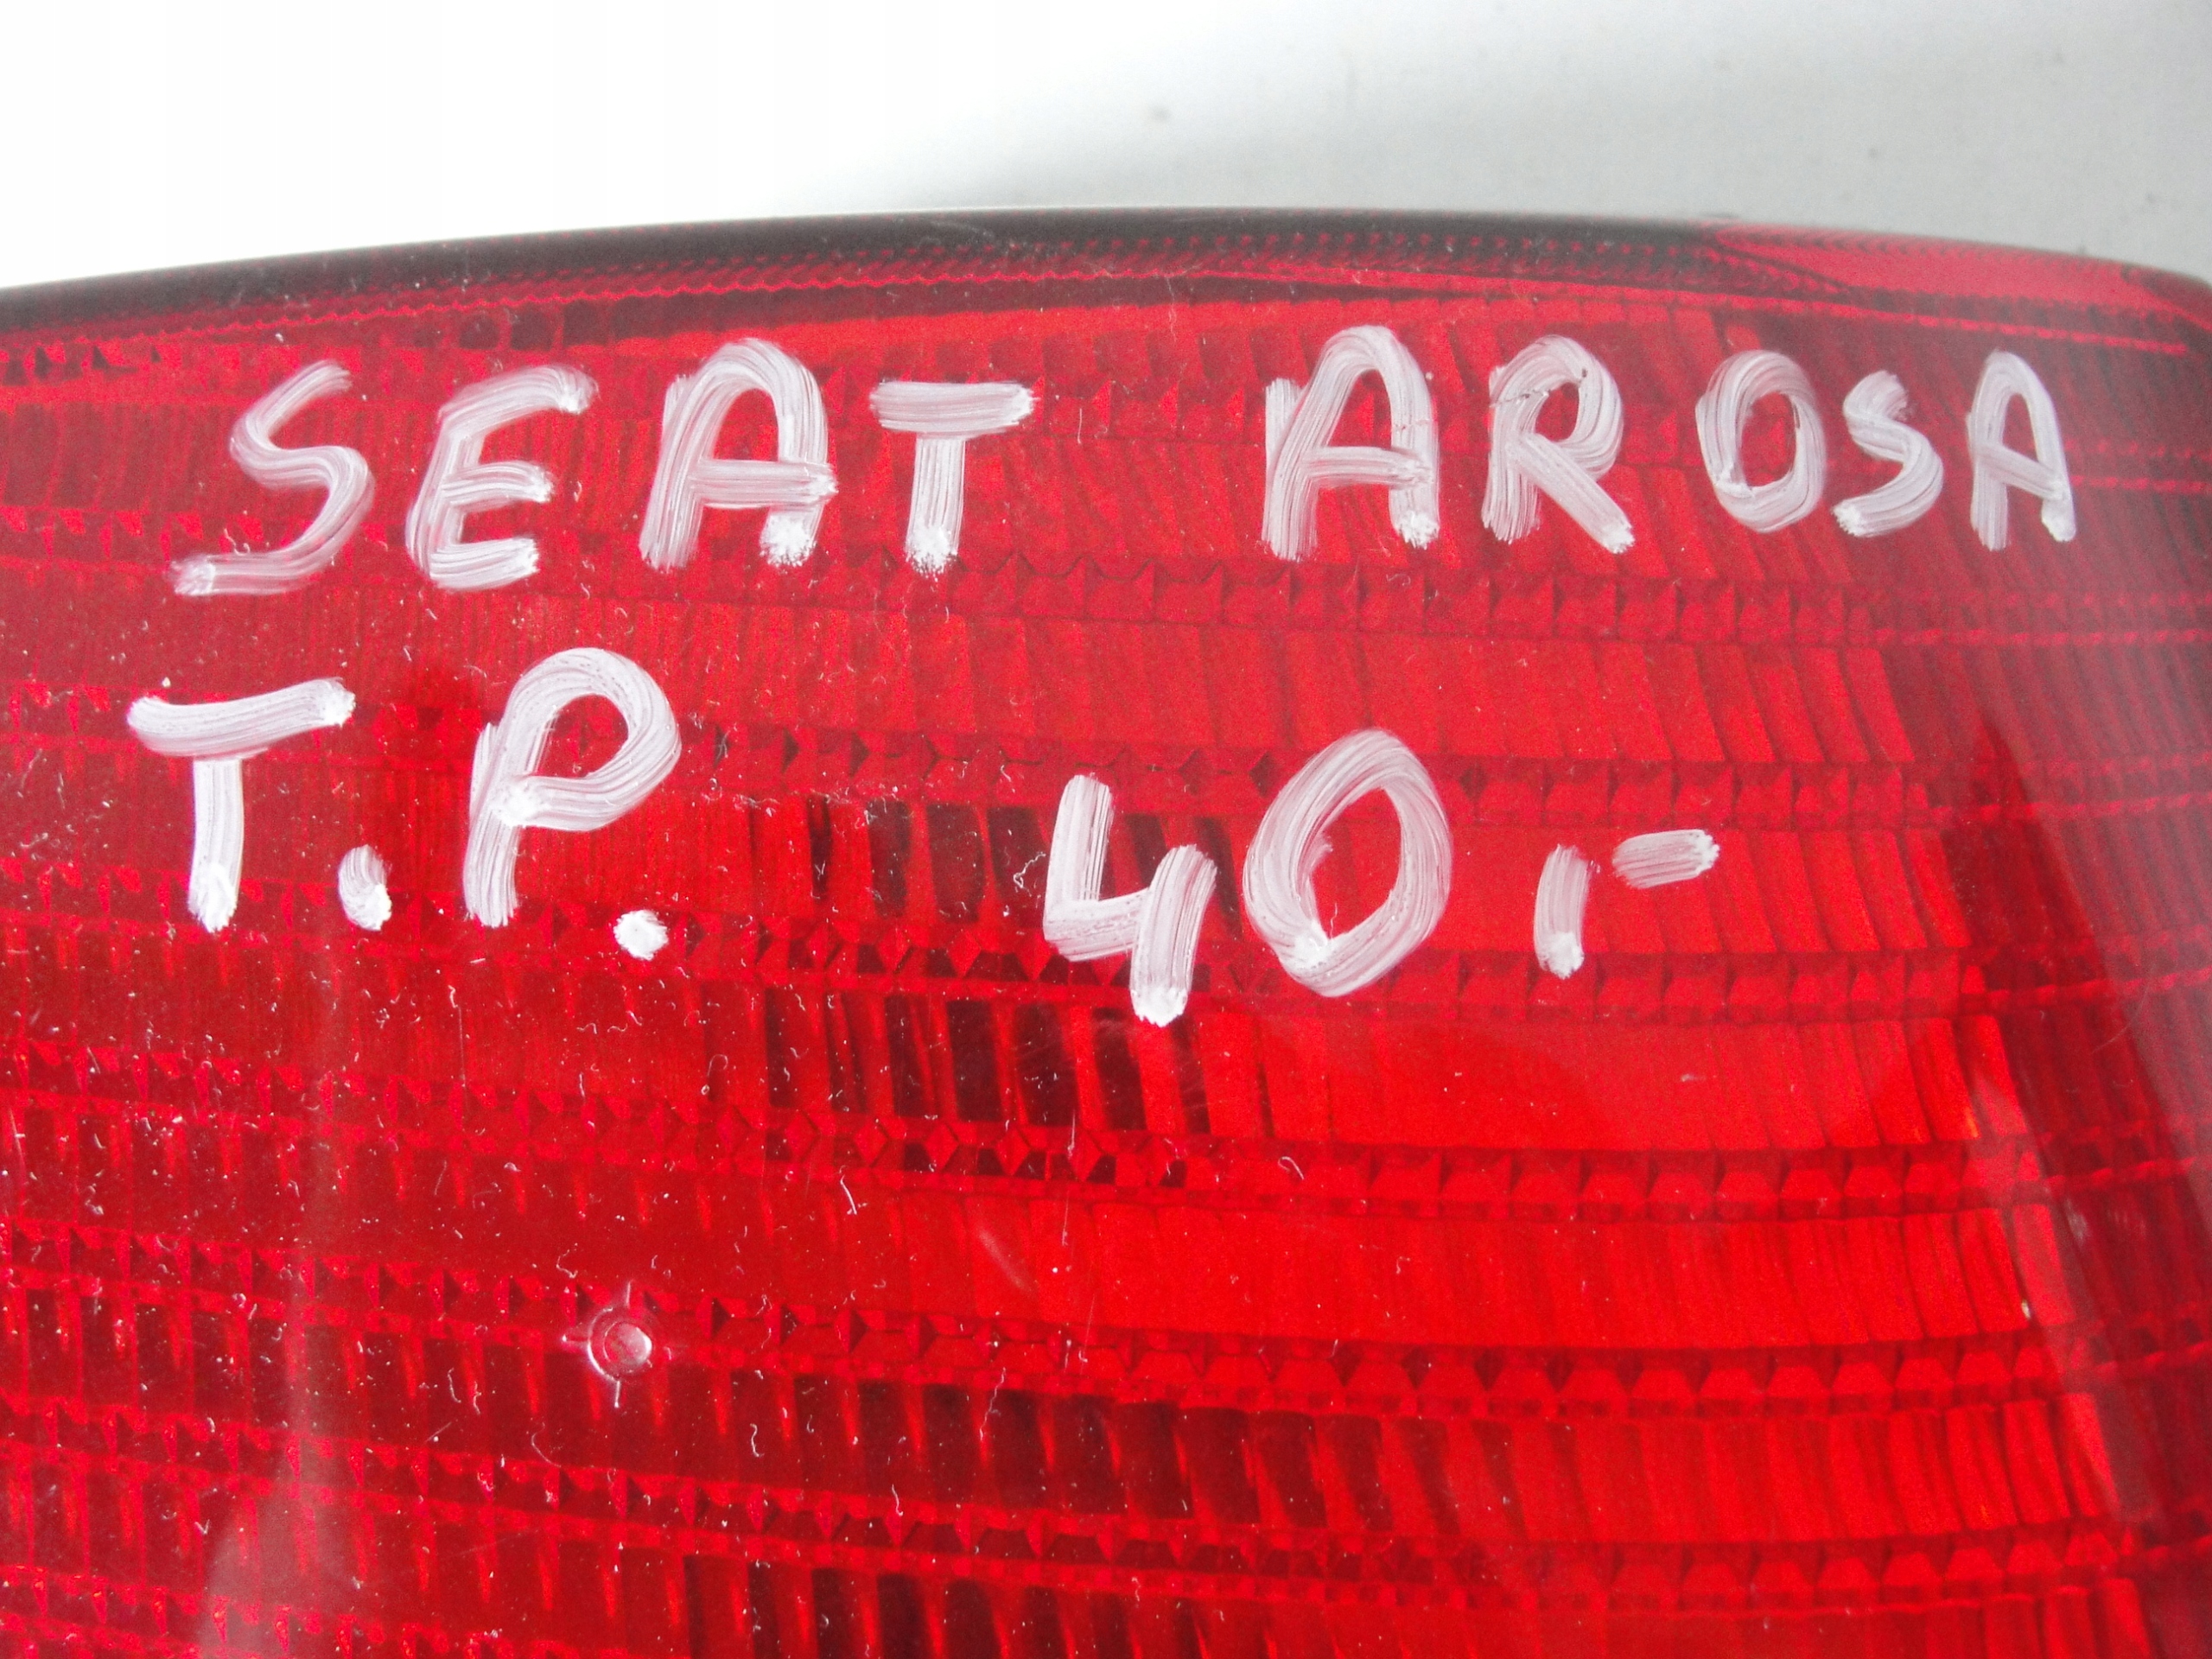 SEAT AROSA
T.P. 40,-